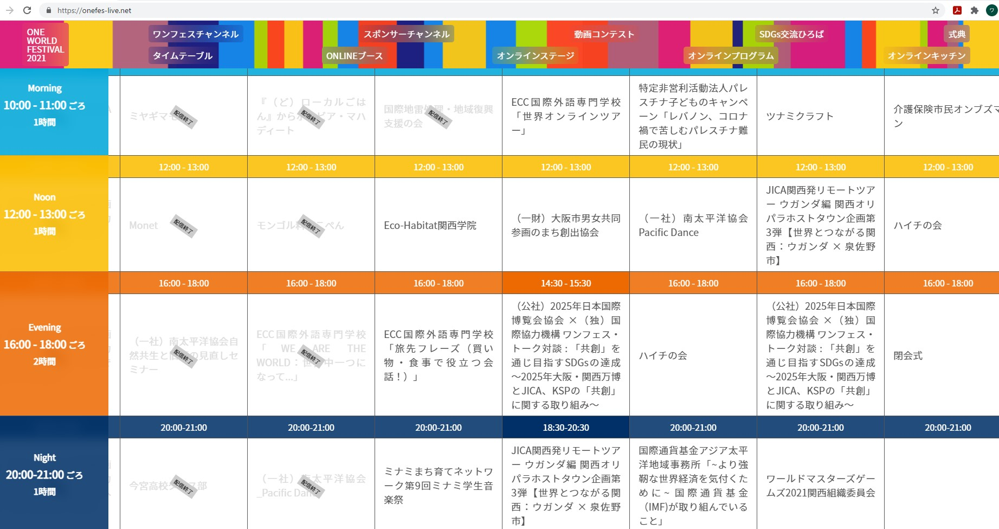 https://onefes-live.net
ワ
ONE
WORLD
FESTIVAL
2021
ワンフェスチャンネル
スポンサーチャンネル
動画コンテスト
SDGs交流ひろば
式典
タイムテーブル
ONLINEブース
オンラインステージ
オンラインプログラム
オンラインキッチン
Morning
10:00 - 11:00 ごろ
1時間
ミヤギマモ
配信終了
『（ど）ローカルごは
ん』から
ビア・マハ
ディート
配信終了
国際地雷処理・地域復興
支援の会
配信終了
ECC国際外語専門学校
「世界オンラインツア
ー」
特定非営利活動法人パレ
スチナ子どものキャンペ
ーン「レバノン、コロナ
禍で苦しむパレスチナ難
民の現状」
ツナミクラフト
介護保険市民オンブズマ
ン
12:00 - 13:00
12:00 - 13:00
12:00 - 13:00
12:00 - 13:00
12:00 - 13:00
12:00 - 13:00
12:00 - 13:00
Noon
12:00 - 13:00 ごろ
1時間
Monet
配信終了
モンゴル
こぺん
配信終了
Eco-Habitat関西学院
（一財）大阪市男女共同
参画のまち創出協会
（一社）南太平洋協会
Pacific Dance
JICA関西発リモートツア
ー ウガンダ編 関西オリ
パラホストタウン企画第
3弾【世界とつながる関
西：ウガンダ × 泉佐野
市】
ハイチの会
16:00 - 18:00
16:00 - 18:00
16:00 - 18:00
14:30 - 15:30
16:00 - 18:00
16:00 - 18:00
16:00 - 18:00
Evening
16:00 - 18:00 ごろ
2時間
（一社）南太平洋協会自
然共生と
の見直しセ
ミナー
配信終了
ECC国際外語専門学校
「 WE ARE THE
WORLD：世界中一つに
なって...」
配信終了
ECC国際外語専門学校
「旅先フレーズ（買い
物・食事で役立つ会
話！）」
（公社）2025年日本国際
博覧会協会 ×（独）国
際協力機構 ワンフェス・
トーク対談：「共創」を
通じ目指すSDGsの達成
～2025年大阪・関西万博
とJICA、KSPの「共創」
に関する取り組み～
ハイチの会
（公社）2025年日本国際
博覧会協会 ×（独）国
際協力機構 ワンフェス・
トーク対談：「共創」を
通じ目指すSDGsの達成
～2025年大阪・関西万博
とJICA、KSPの「共創」
に関する取り組み～
閉会式
20:00-21:00
20:00-21:00
20:00-21:00
18:30-20:30
20:00-21:00
20:00-21:00
20:00-21:00
Night
20:00-21:00 ごろ
1時間
今宮高校ダンス部
配信終了
（一社）南太平洋協会
_Pacific Dance
配信終了
ミナミまち育てネットワ
ーク第9回ミナミ学生音
楽祭
JICA関西発リモートツア
ー ウガンダ編 関西オリ
パラホストタウン企画第
3弾【世界とつながる関
西：ウガンダ × 泉佐野
市】
国際通貨基金アジア太平
洋地域事務所「~より強
靭な世界経済を気付くた
めに~ 国際通貨基金
（IMF)が取り組んでいる
こと」
ワールドマスターズゲー
ムズ2021関西組織委員会